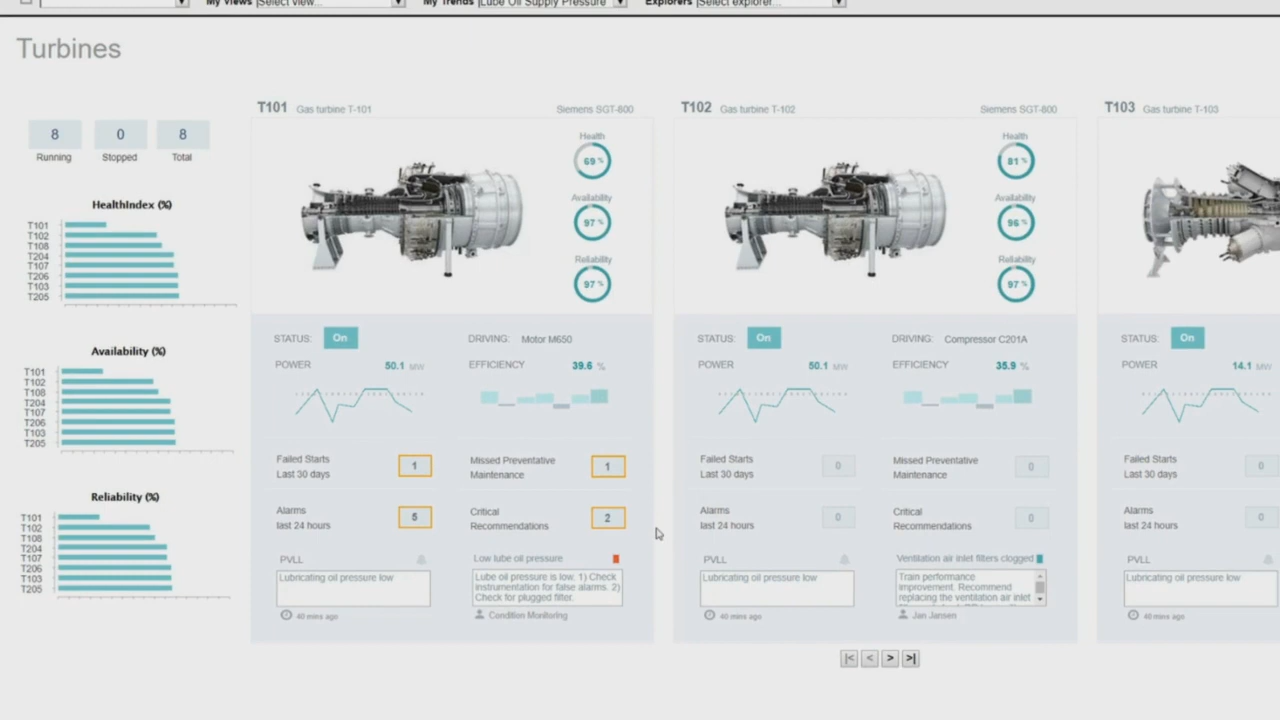 My Views Select view...
My Trends Lube Oil Supply Pressure
Explorers Select explorer...
Turbines
8
Running
0
Stopped
8
Total
HealthIndex (%)
T101
T102
T108
T204
T107
T206
T103
T205
Availability (%)
T101
T102
T108
T204
T107
T206
T103
T205
Reliability (%)
T101
T102
T108
T204
T107
T206
T103
T205
T101 Gas turbine T-101 Siemens SGT-800
Health
69 %
Availability
97 %
Reliability
97 %
STATUS: On
DRIVING: Motor M650
POWER 50.1 MW
EFFICIENCY 39.6 %
Failed Starts
Last 30 days
1
Missed Preventative
Maintenance
1
Alarms
last 24 hours
5
Critical
Recommendations
2
PVLL
Lubricating oil pressure low
40 mins ago
Low lube oil pressure
Lube oil pressure is low. 1) Check
instrumentation for false alarms. 2)
Check for plugged filter.
Condition Monitoring
T102 Gas turbine T-102 Siemens SGT-800
Health
81 %
Availability
96 %
Reliability
97 %
STATUS: On
DRIVING: Compressor C201A
POWER 50.1 MW
EFFICIENCY 35.9 %
Failed Starts
Last 30 days
0
Missed Preventative
Maintenance
0
Alarms
last 24 hours
0
Critical
Recommendations
0
PVLL
Lubricating oil pressure low
40 mins ago
Ventilation air inlet filters clogged
Train performance
improvement. Recommend
replacing the ventilation air inlet
Jan Jansen
T103 Gas turbine T-103
STATUS: On
POWER 14.1 MW
Failed Starts
Last 30 days
0
Alarms
last 24 hours
0
PVLL
Lubricating oil pressure low
40 mins ago
|< < > >|